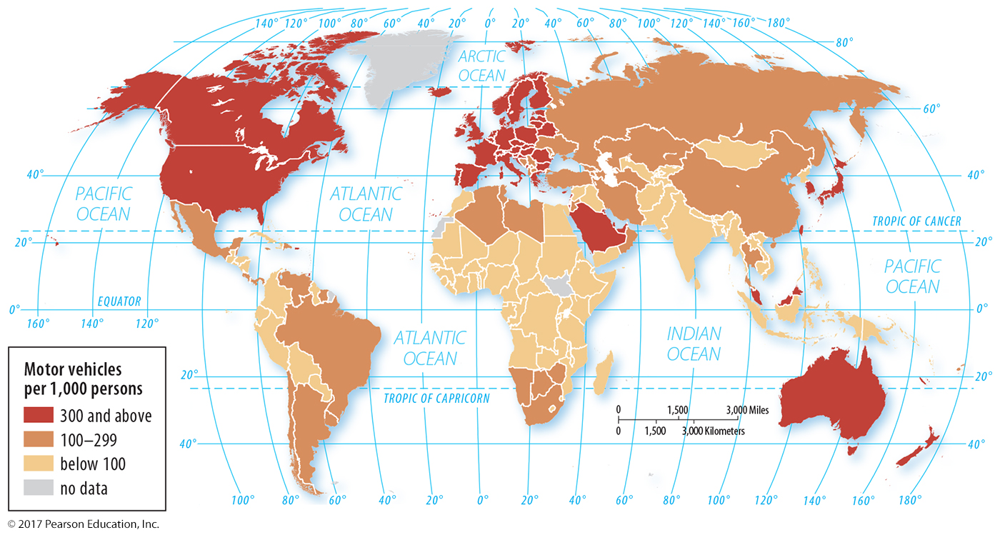 140° 120° 100° 80° 60° 40° 20° 0° 20° 40° 60° 80° 100° 120° 140° 160° 180°
80°
ARCTIC
OCEAN
60°
40°
40°
PACIFIC
OCEAN
ATLANTIC
OCEAN
TROPIC OF CANCER
20°
20°
PACIFIC
OCEAN
EQUATOR
0°
0°
160° 140° 120°
ATLANTIC
OCEAN
INDIAN
OCEAN
20°
20°
TROPIC OF CAPRICORN
0 1,500 3,000 Miles
0 1,500 3,000 Kilometers
40°
40°
100° 80° 60° 40° 20° 0° 20° 40° 60° 80° 100° 120° 140° 160° 180°
Motor vehicles
per 1,000 persons
300 and above
100–299
below 100
no data
© 2017 Pearson Education, Inc.